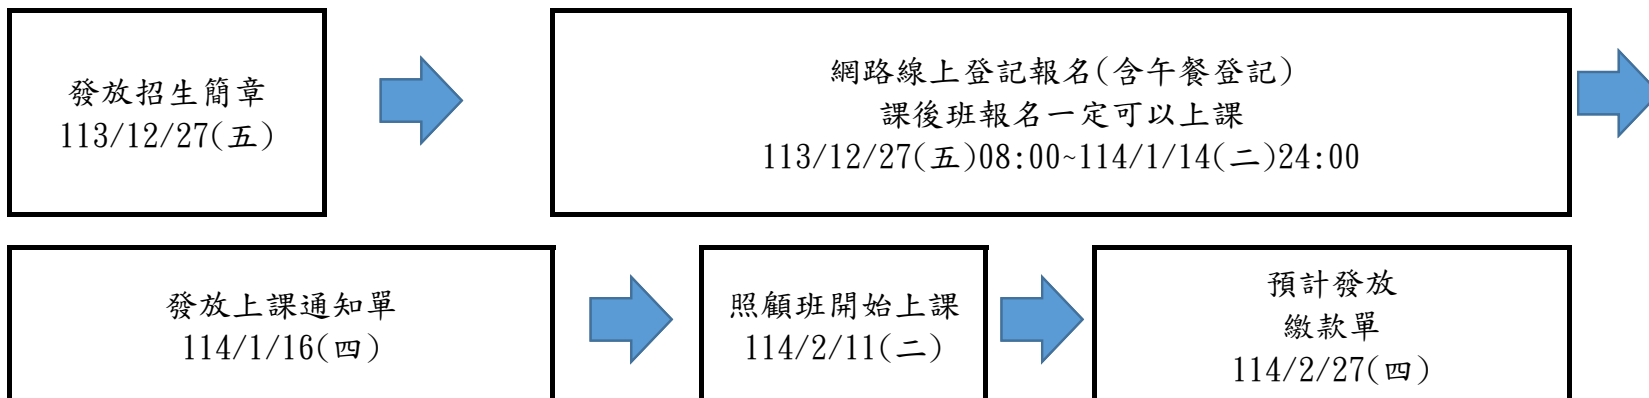 發放招生簡章
113/12/27(五)
網路線上登記報名(含午餐登記)
課後班報名一定可以上課
113/12/27(五)08:00~114/1/14(二)24:00
發放上課通知單
114/1/16(四)
照顧班開始上課
114/2/11(二)
預計發放
繳款單
114/2/27(四)